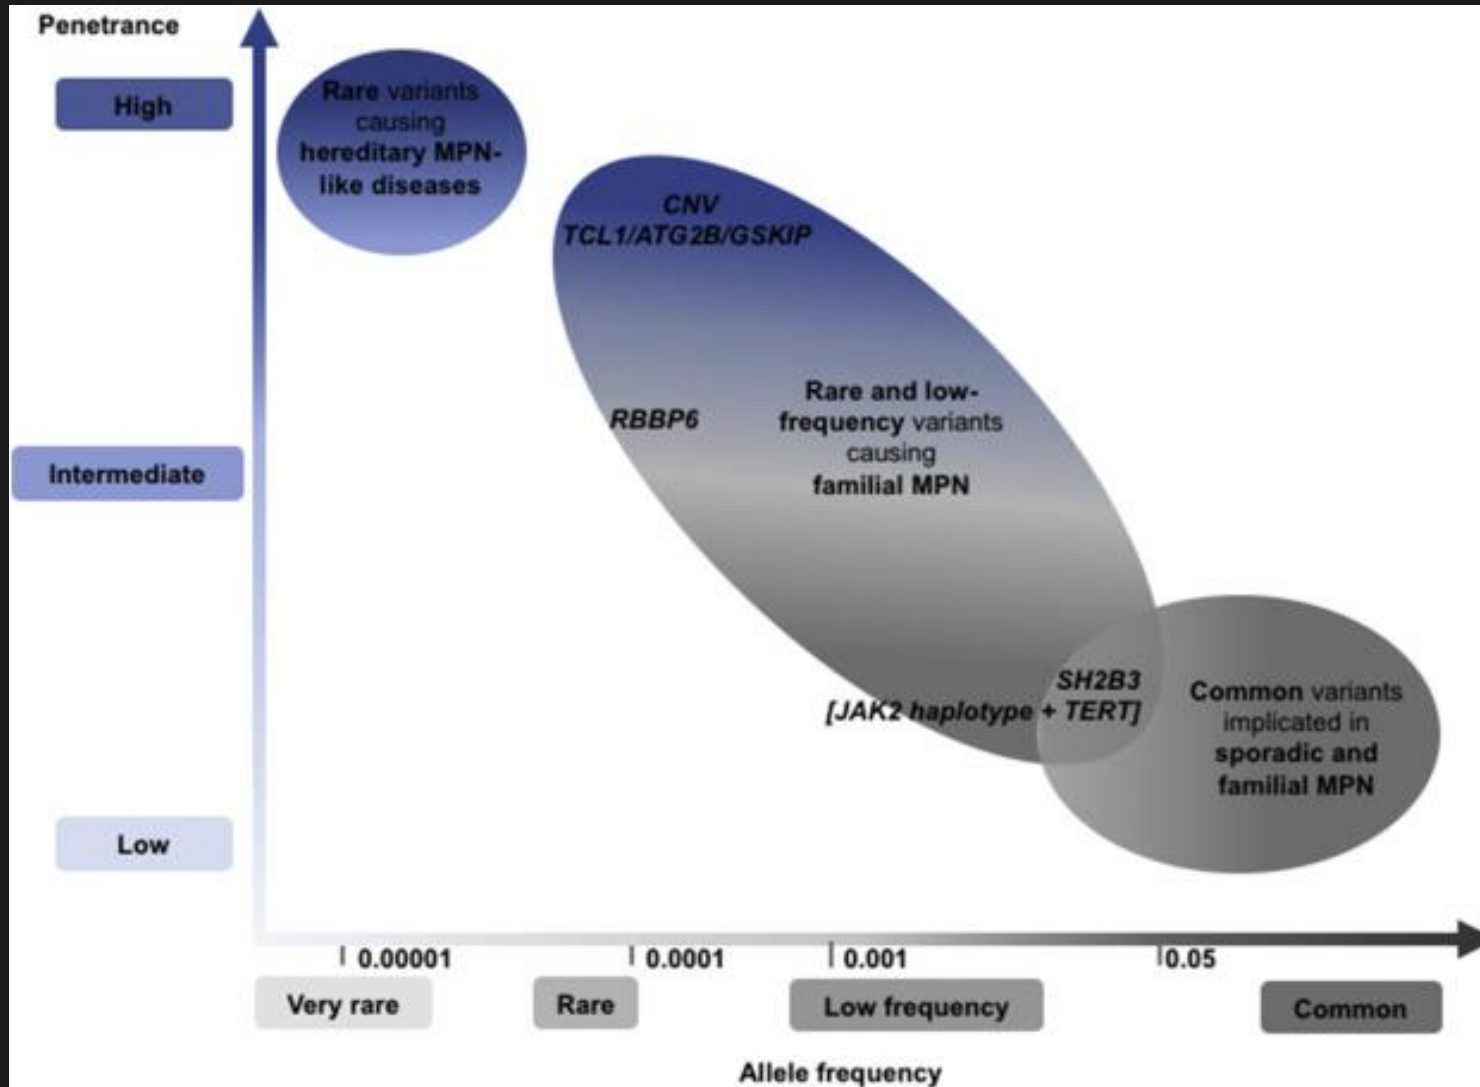 Penetrance
High
Rare variants
causing
hereditary MPN-
like diseases
CNV
TCL1/ATG2B/GSKIP
RBBP6
Rare and low-
frequency variants
causing
familial MPN
Intermediate
SH2B3
[JAK2 haplotype + TERT]
Common variants
implicated in
sporadic and
familial MPN
Low
0.00001
0.0001
0.001
0.05
Very rare
Rare
Low frequency
Common
Allele frequency